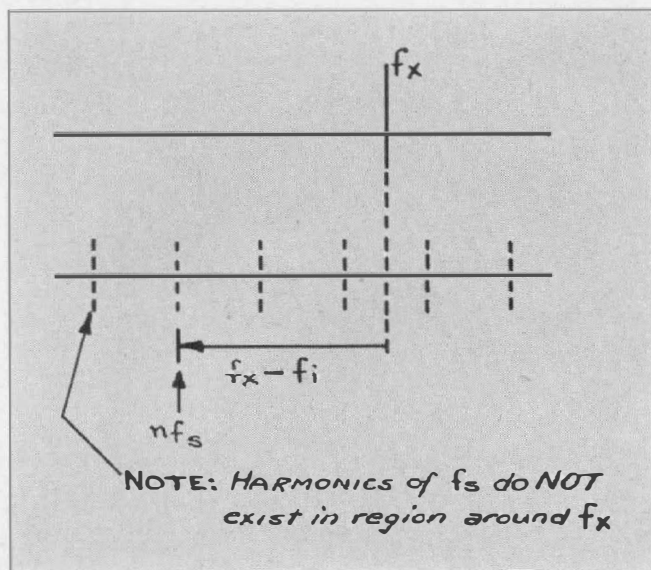 fx
fx – fi
nfs
NOTE: HARMONICS of fs do NOT
exist in region around fx